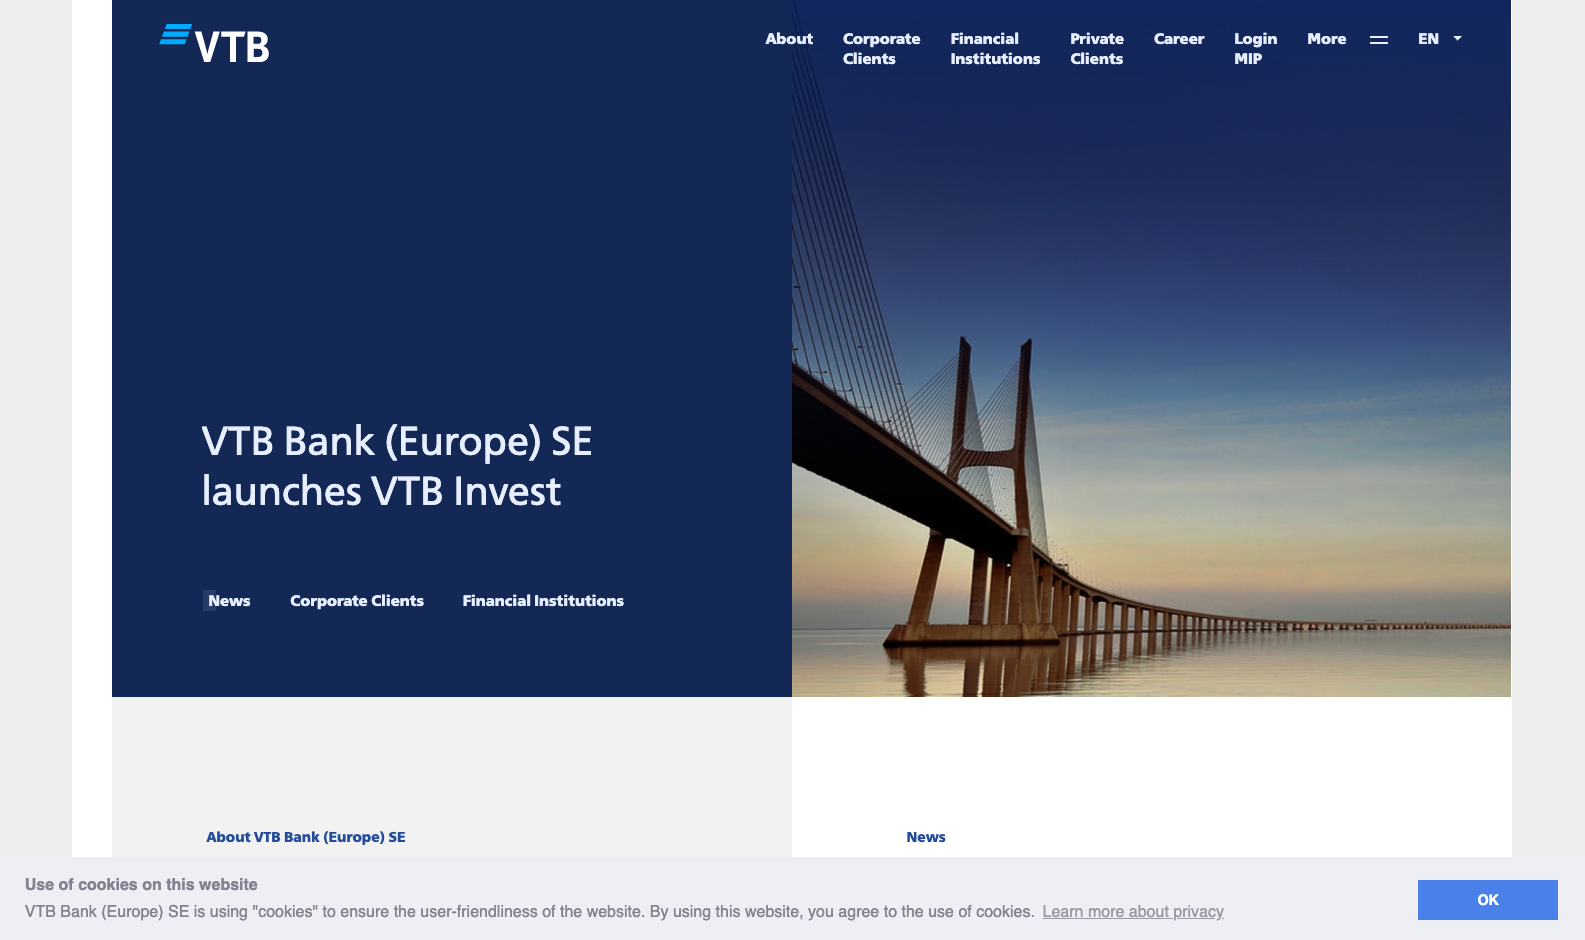 VTB
About
Corporate
Clients
Financial
Institutions
Private
Clients
Career
Login
MIP
More
EN
VTB Bank (Europe) SE
launches VTB Invest
News
Corporate Clients
Financial Institutions
About VTB Bank (Europe) SE
News
Use of cookies on this website
VTB Bank (Europe) SE is using "cookies" to ensure the user-friendliness of the website. By using this website, you agree to the use of cookies. Learn more about privacy
OK